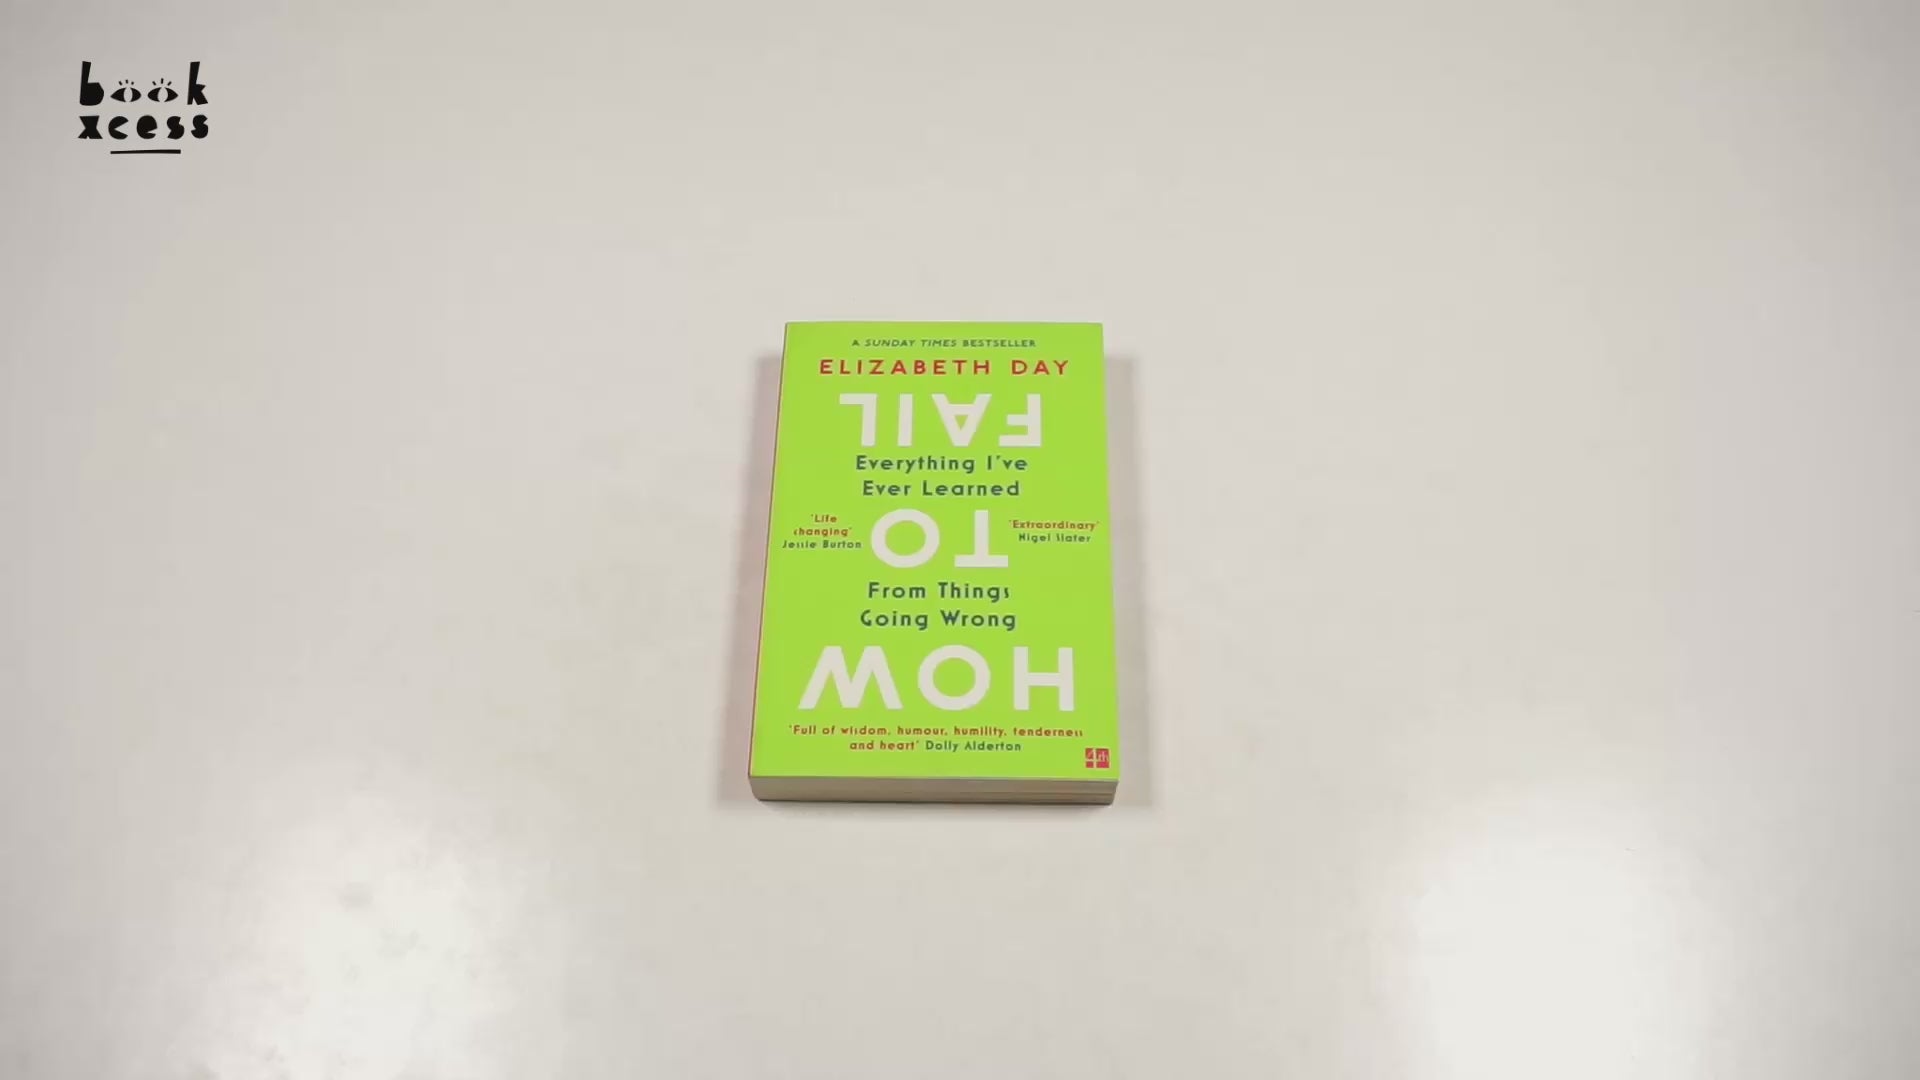 book
xcess
A SUNDAY TIMES BESTSELLER
ELIZABETH DAY
FAIL
Everything I've
Ever Learned
'Life
changing'
Jessie Burton
TO
'Extraordinary'
Nigel Slater
From Things
Going Wrong
HOW
'Full of wisdom, humour, humility, tenderness
and heart' Dolly Alderton
4th